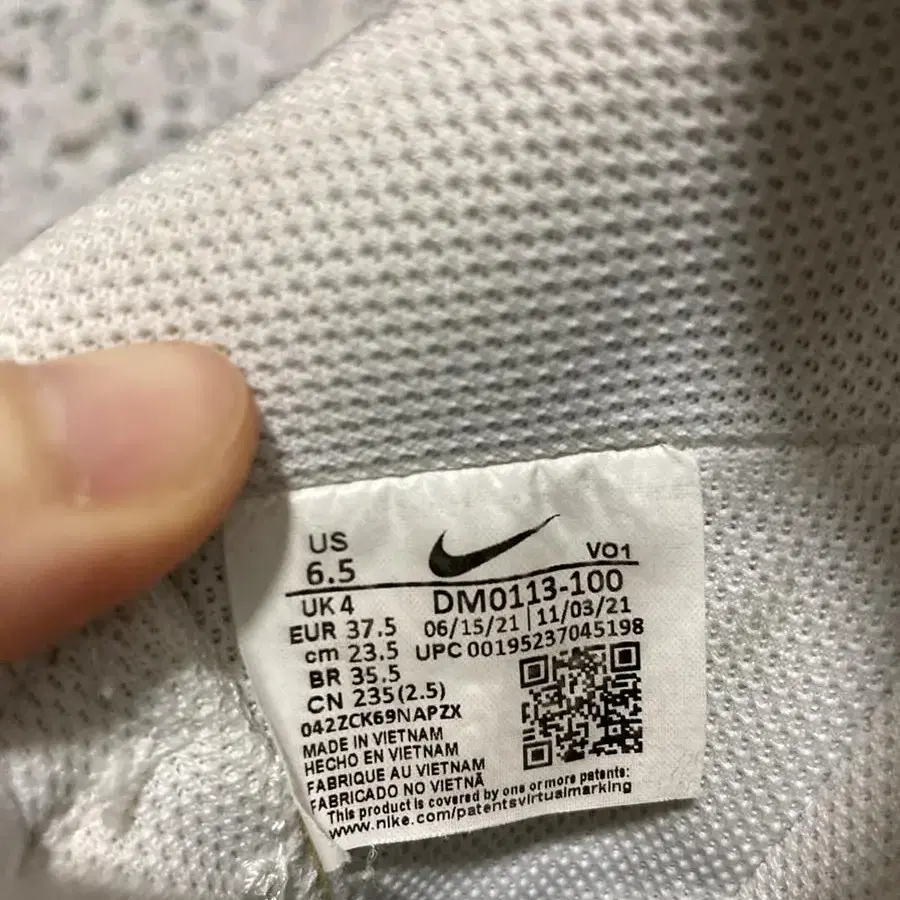 US
6.5
VO1
UK 4
DM0113-100
EUR 37.5
06/15/21 11/03/21
cm 23.5
UPC 00195237045198
BR 35.5
CN 235(2.5)
042ZCK69NAPZX
MADE IN VIETNAM
HECHO EN VIETNAM
FABRIQUE AU VIETNAM
FABRICADO NO VIETNÃ
This product is covered by one or more patents:
www.nike.com/patentsvirtualmarking